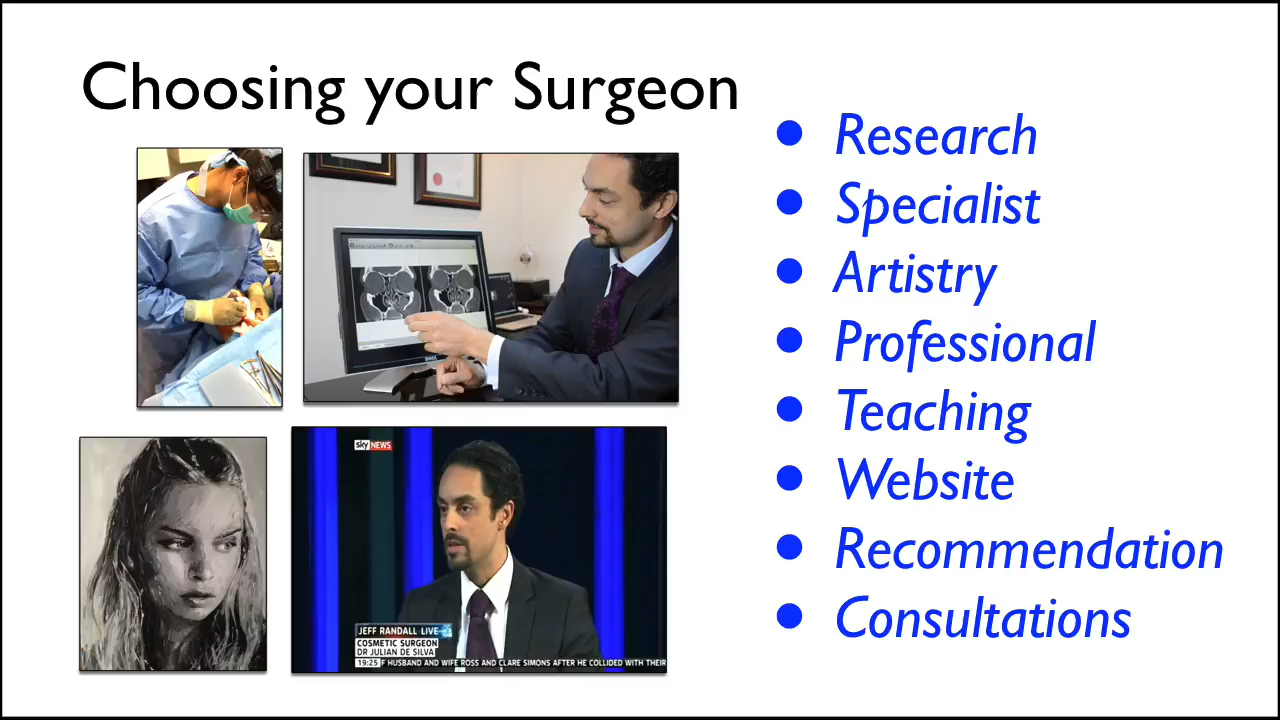 Choosing your Surgeon
Research
Specialist
Artistry
Professional
Teaching
Website
Recommendation
Consultations
sky NEWS
JEFF RANDALL LIVE
COSMETIC SURGEON
DR JULIAN DE SILVA
19:25 F HUSBAND AND WIFE ROSS AND CLARE SIMONS AFTER HE COLLIDED WITH THEIR